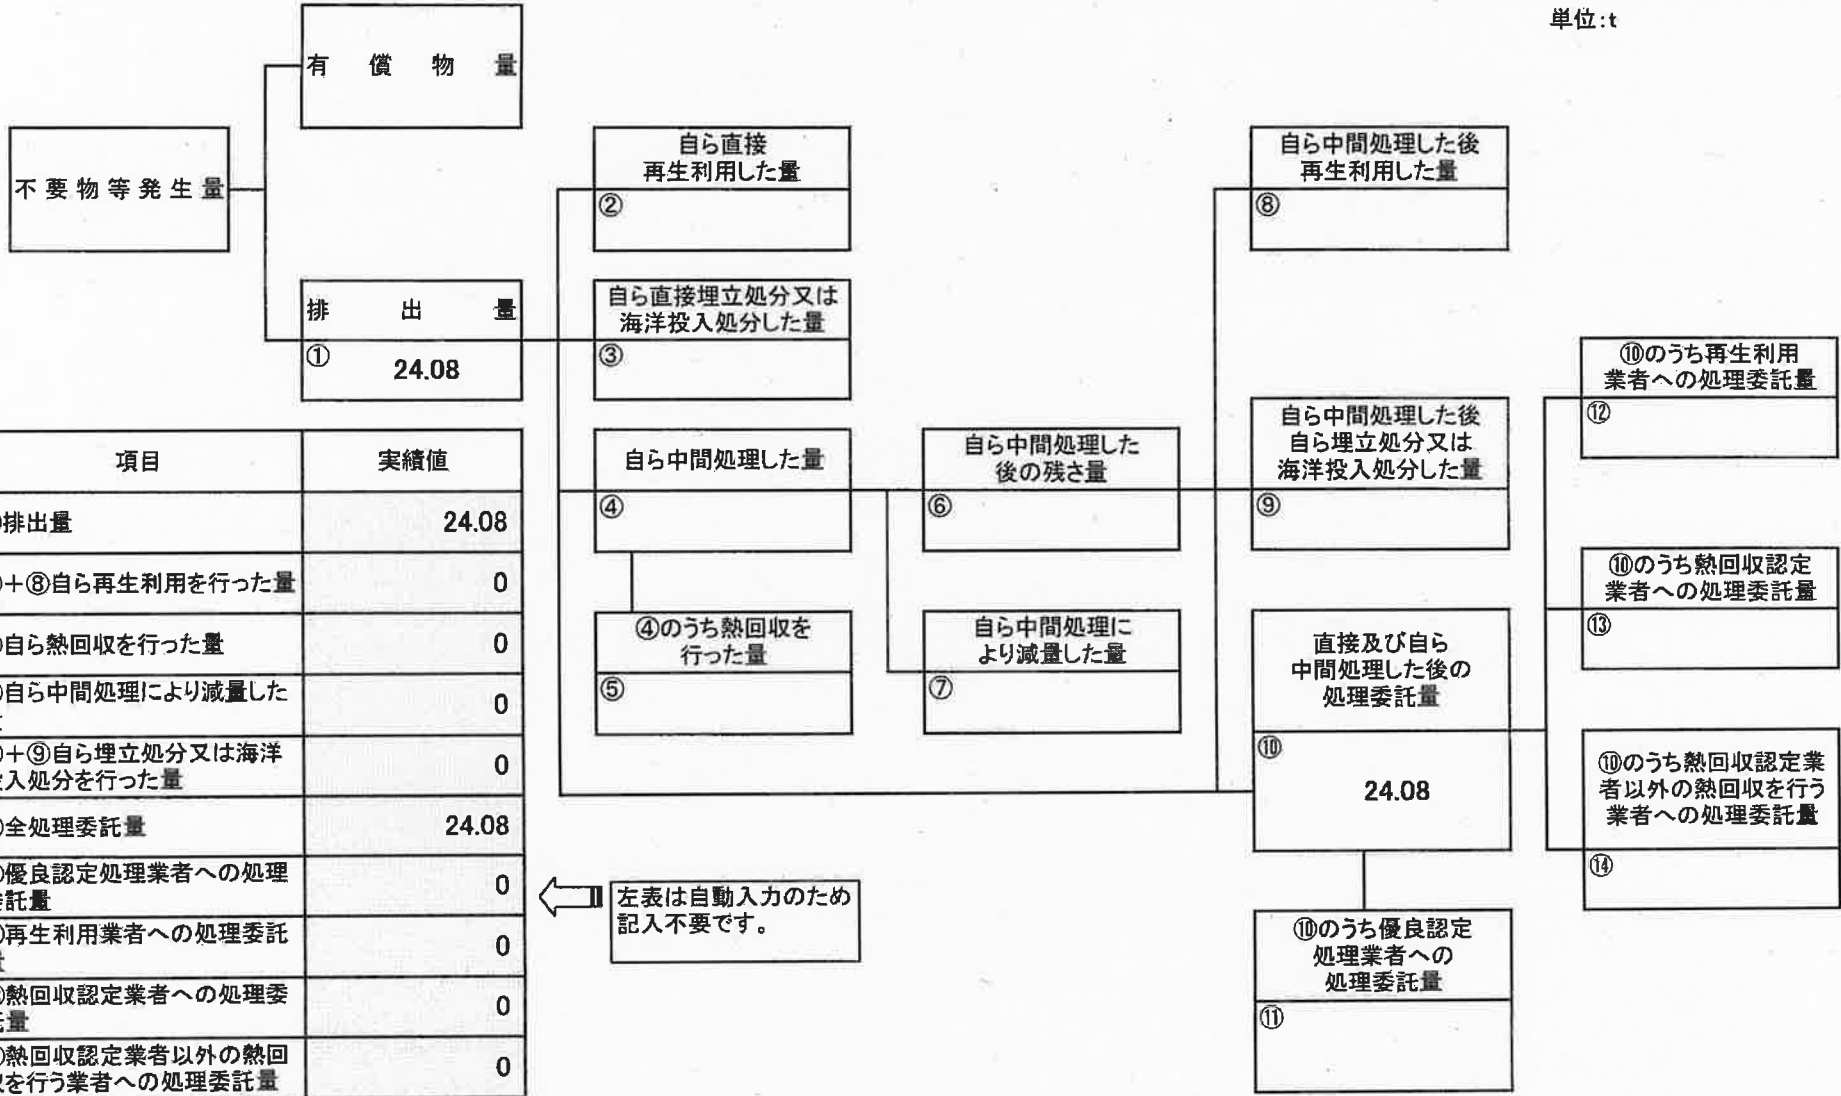 単位:t
有償物量
不要物等発生量
排出量
①
24.08
自ら直接
再生利用した量
②
自ら直接埋立処分又は
海洋投入処分した量
③
自ら中間処理した量
④
④のうち熱回収を
行った量
⑤
自ら中間処理した
後の残さ量
⑥
自ら中間処理に
より減量した量
⑦
自ら中間処理した後
再生利用した量
⑧
自ら中間処理した後
自ら埋立処分又は
海洋投入処分した量
⑨
直接及び自ら
中間処理した後の
処理委託量
⑩
24.08
⑩のうち優良認定
処理業者への
処理委託量
⑪
⑩のうち再生利用
業者への処理委託量
⑫
⑩のうち熱回収認定
業者への処理委託量
⑬
⑩のうち熱回収認定業
者以外の熱回収を行う
業者への処理委託量
⑭
項目 実績値
排出量 24.08
+⑧自ら再生利用を行った量 0
自ら熱回収を行った量 0
自ら中間処理により減量した 0
+⑨自ら埋立処分又は海洋
入処分を行った量 0
全処理委託量 24.08
優良認定処理業者への処理
託量 0
再生利用業者への処理委託 0
熱回収認定業者への処理委
量 0
熱回収認定業者以外の熱回
を行う業者への処理委託量 0
左表は自動入力のため
記入不要です。